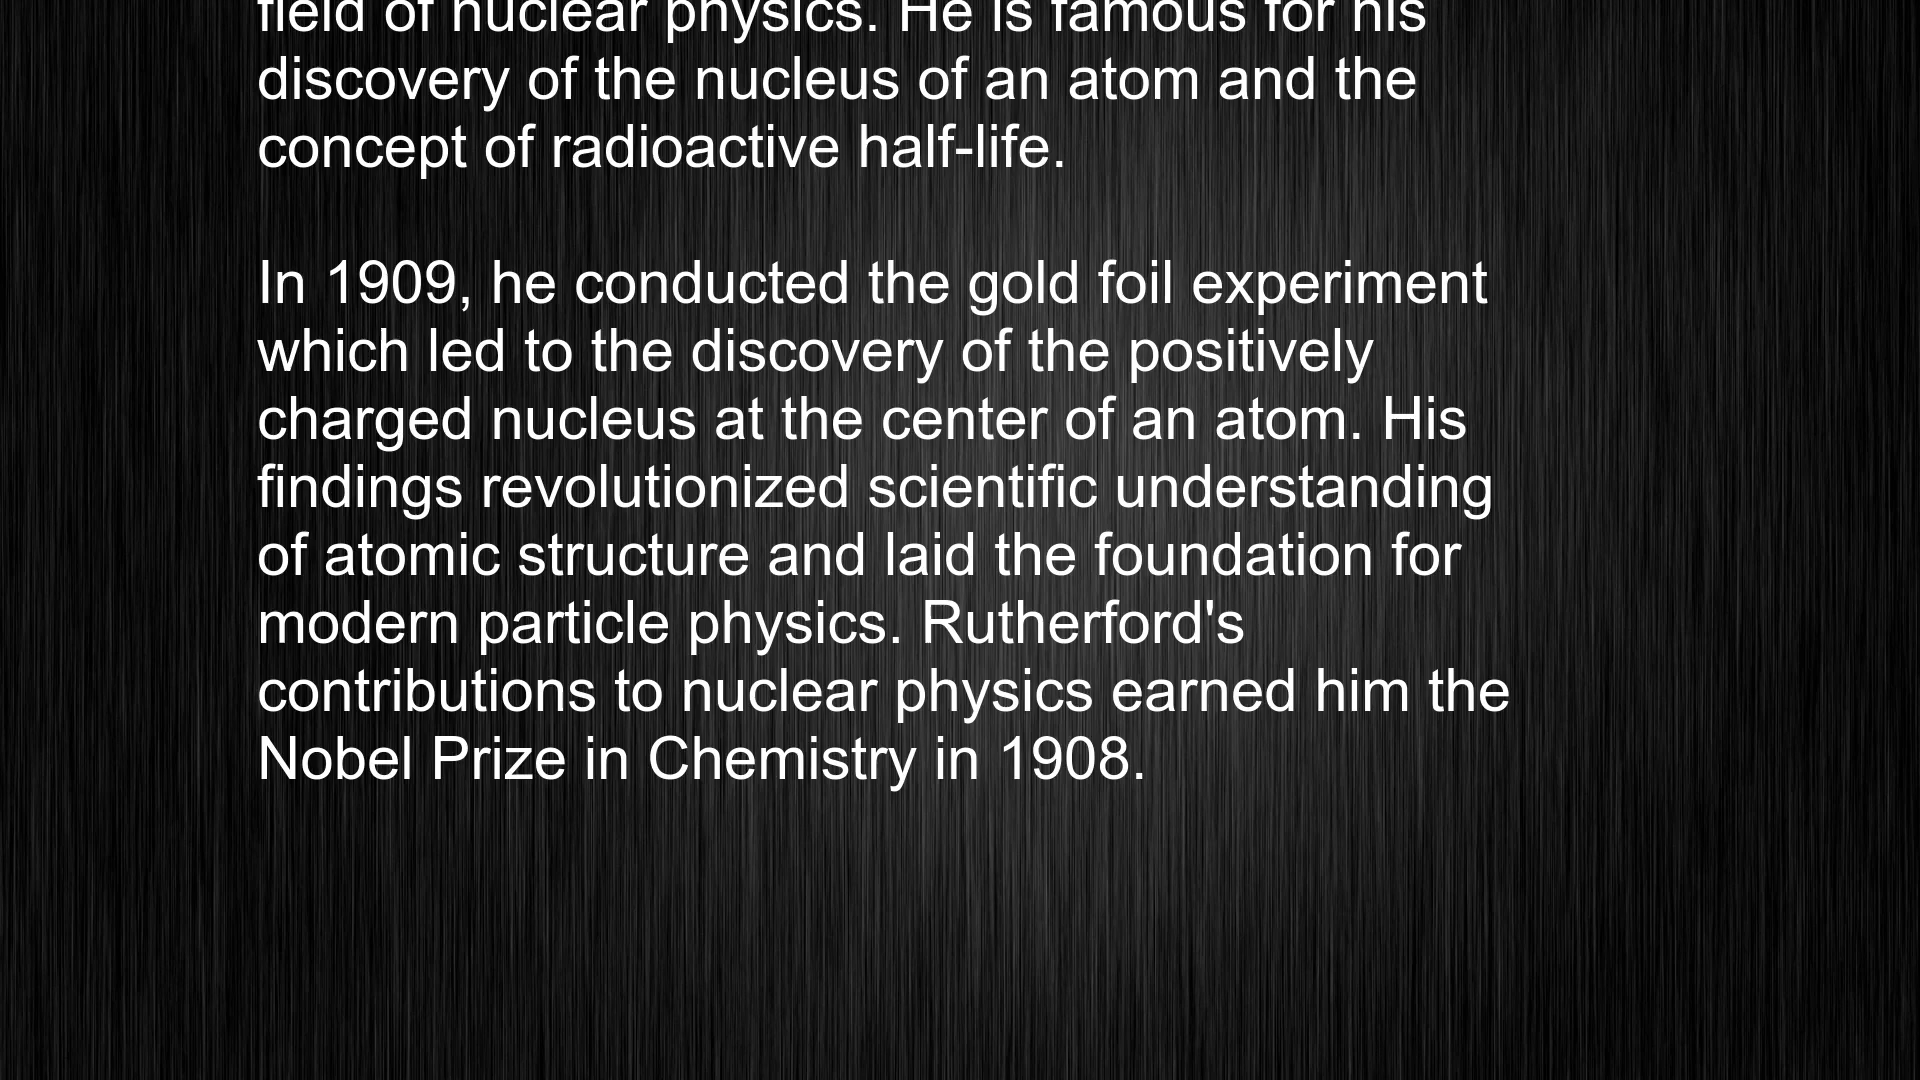 field of nuclear physics. He is famous for his
discovery of the nucleus of an atom and the
concept of radioactive half-life.
In 1909, he conducted the gold foil experiment
which led to the discovery of the positively
charged nucleus at the center of an atom. His
findings revolutionized scientific understanding
of atomic structure and laid the foundation for
modern particle physics. Rutherford's
contributions to nuclear physics earned him the
Nobel Prize in Chemistry in 1908.